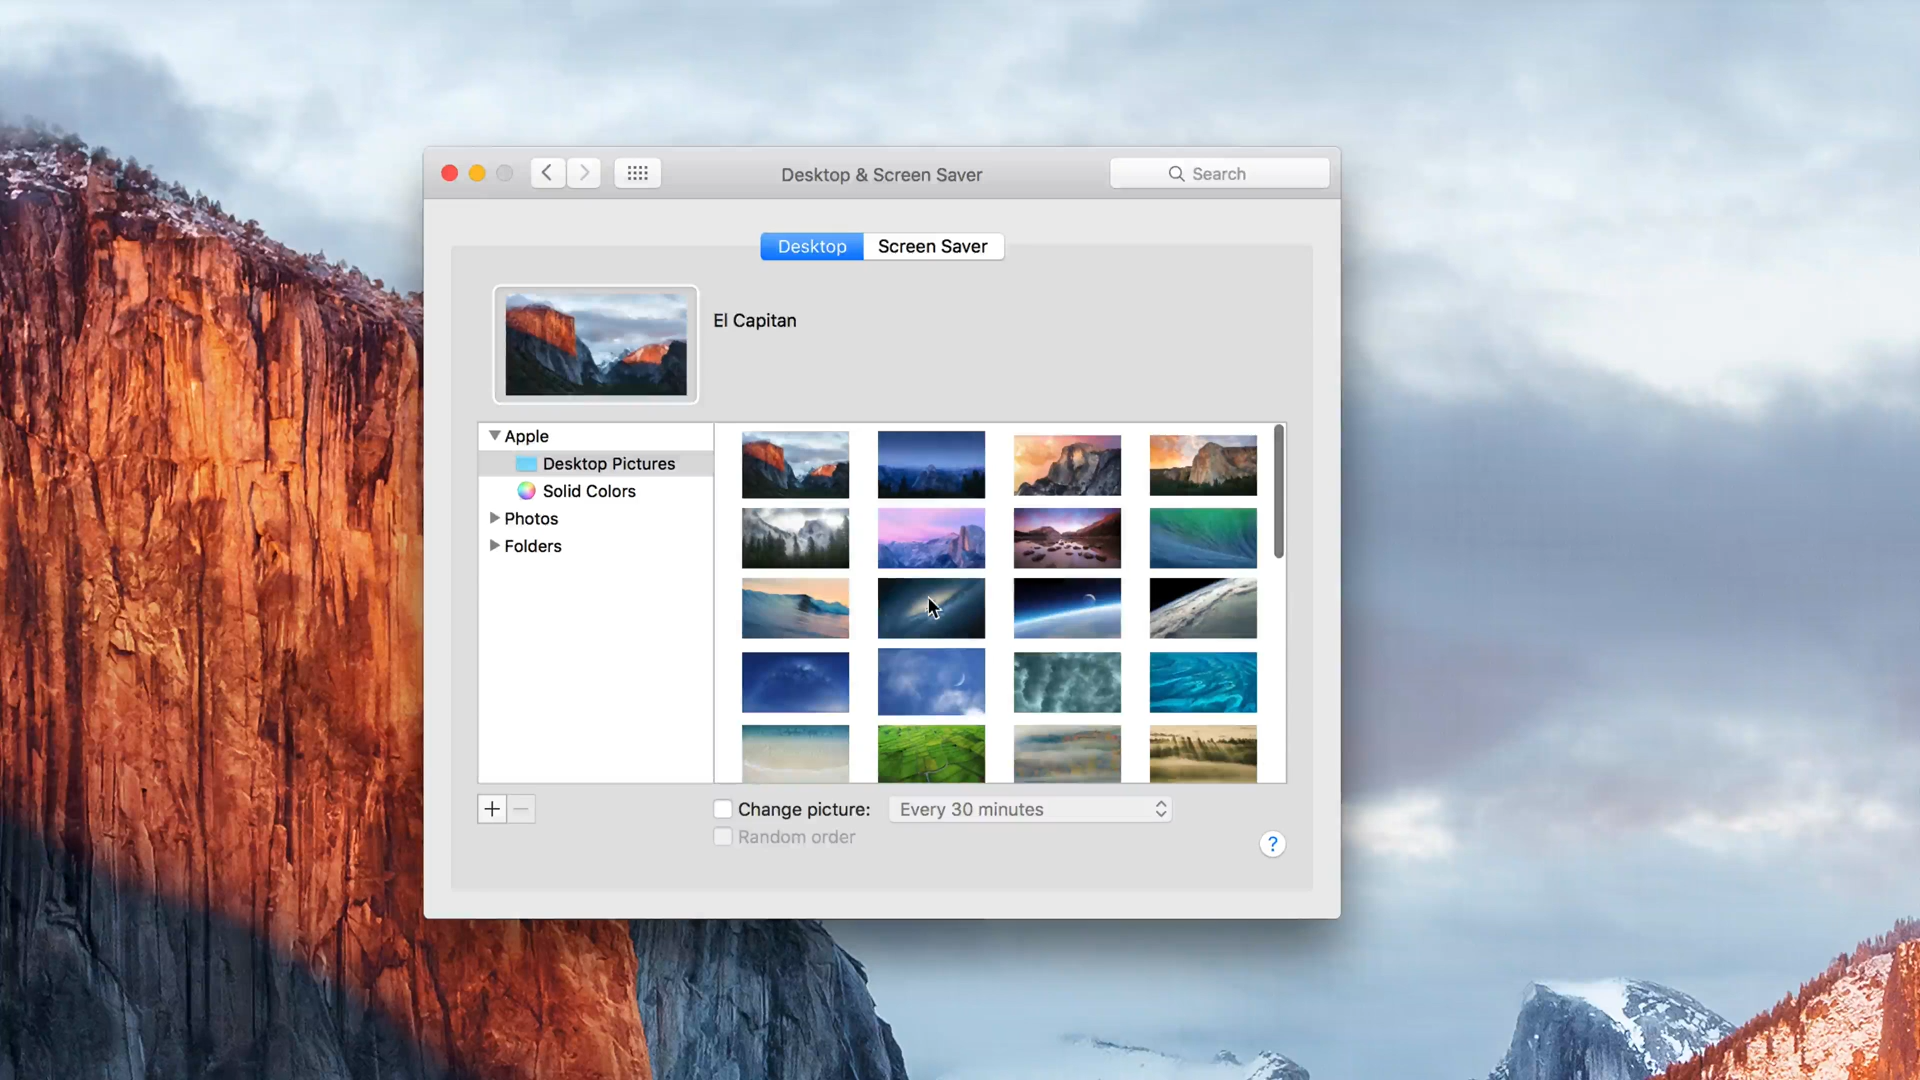 Desktop & Screen Saver
Search
Desktop
Screen Saver
El Capitan
Apple
Desktop Pictures
Solid Colors
Photos
Folders
Change picture:
Every 30 minutes
Random order
?